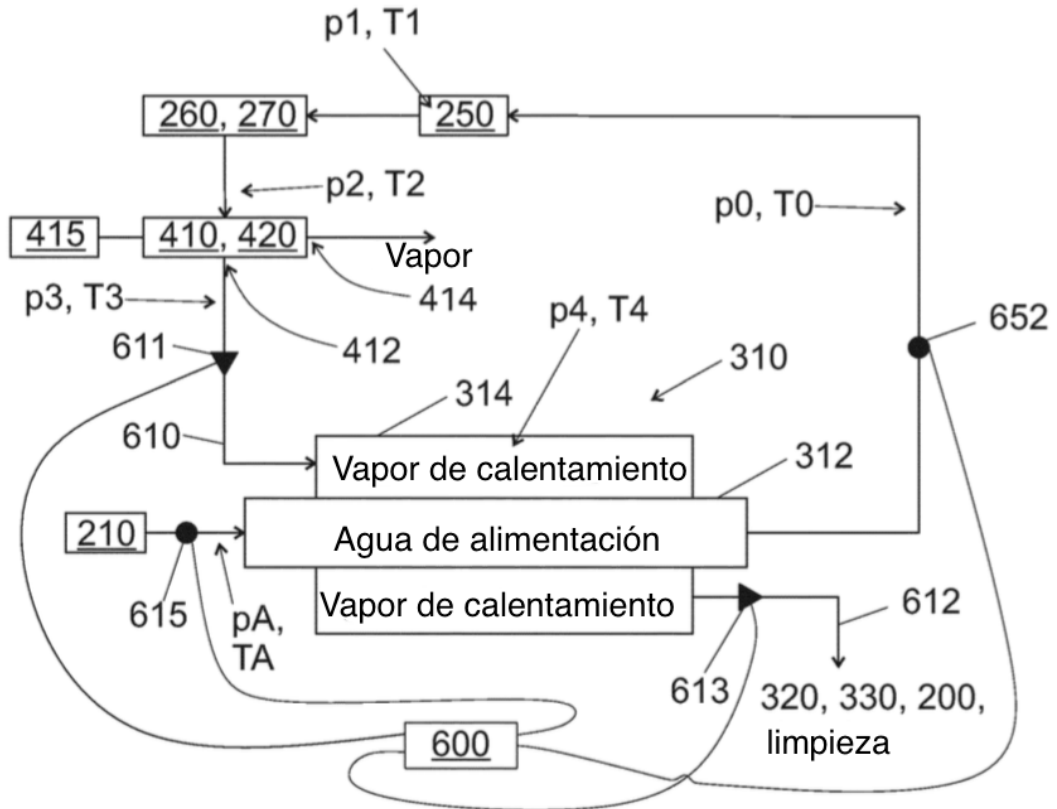 p1, T1
260, 270
250
p2, T2
p0, T0
415
410, 420
Vapor
414
p3, T3
p4, T4
652
611
412
310
314
610
312
Vapor de calentamiento
210
Agua de alimentación
615
pA,
TA
Vapor de calentamiento
612
613
320, 330, 200,
limpieza
600